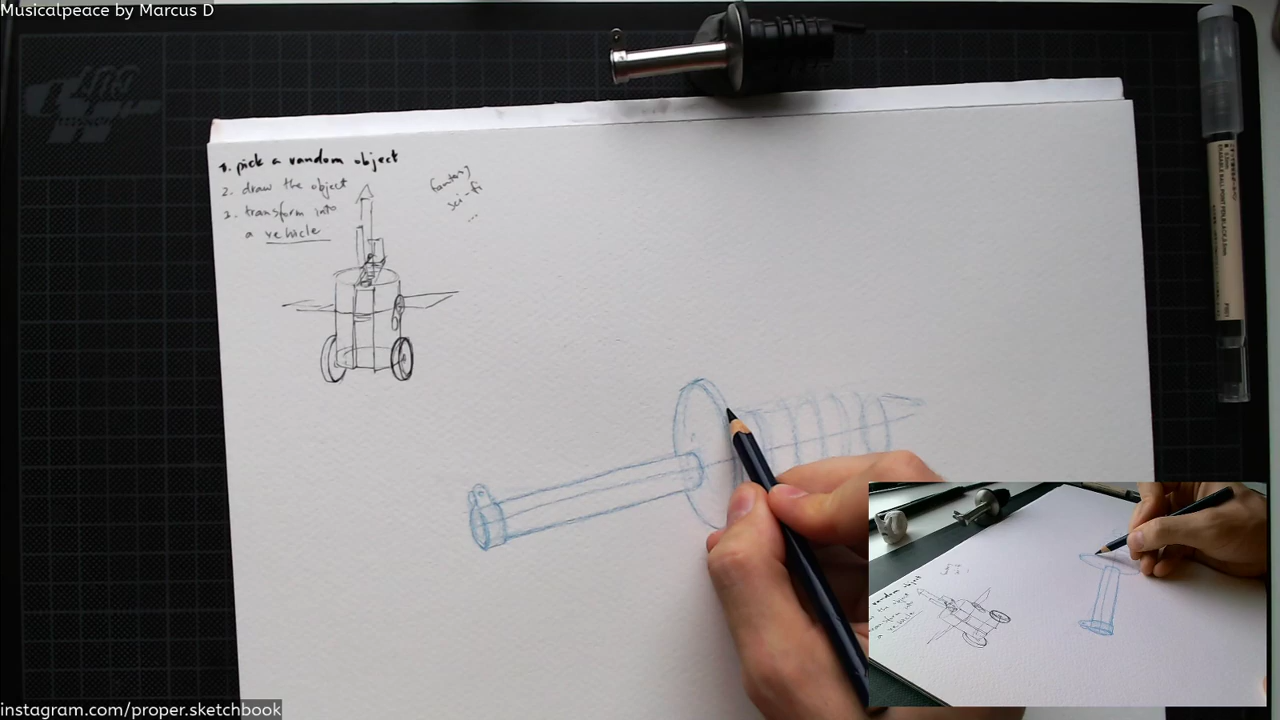 Musicalpeace by Marcus D
1. pick a random object
2. draw the object
3. transform into
a vehicle
fantasy
sci-fi
...
instagram.com/proper.sketchbook